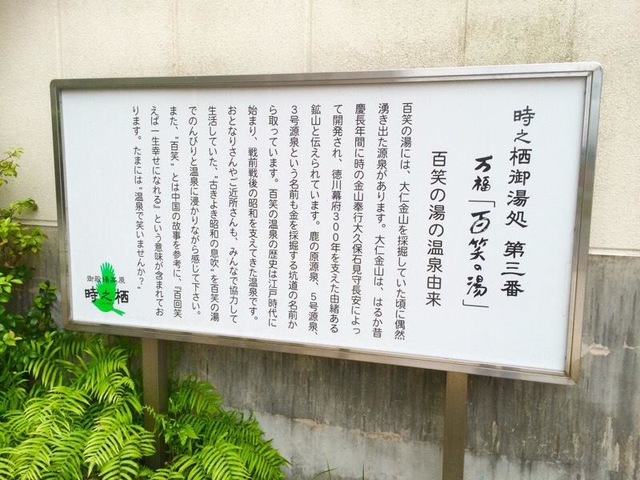 時之栖御湯処 第三番
万福「百笑の湯」
百笑の湯の温泉由来
百笑の湯には、大仁金山を採掘していた頃に偶然
湧き出た源泉があります。大仁金山は、はるか昔
慶長年間に時の金山奉行大久保石見守長安によっ
て開発され、徳川幕府300年を支えた由緒ある
鉱山と伝えられています。鹿の原源泉、5号源泉、
3号源泉という名前も金を採掘する坑道の名前か
ら取っています。百笑の温泉の歴史は江戸時代に
始まり、戦前戦後の昭和を支えてきた温泉です。
おとなりさんやご近所さんも、みんなで協力して
生活していた、“古きよき昭和の息吹”を百笑の湯
でのんびりと温泉に浸かりながら感じて下さい。
また、“百笑”とは中国の故事を参考に、『百回笑
えば一生幸せになれる』という意味が含まれてお
ります。たまには“温泉で笑いませんか？”
御殿場高原
時之栖